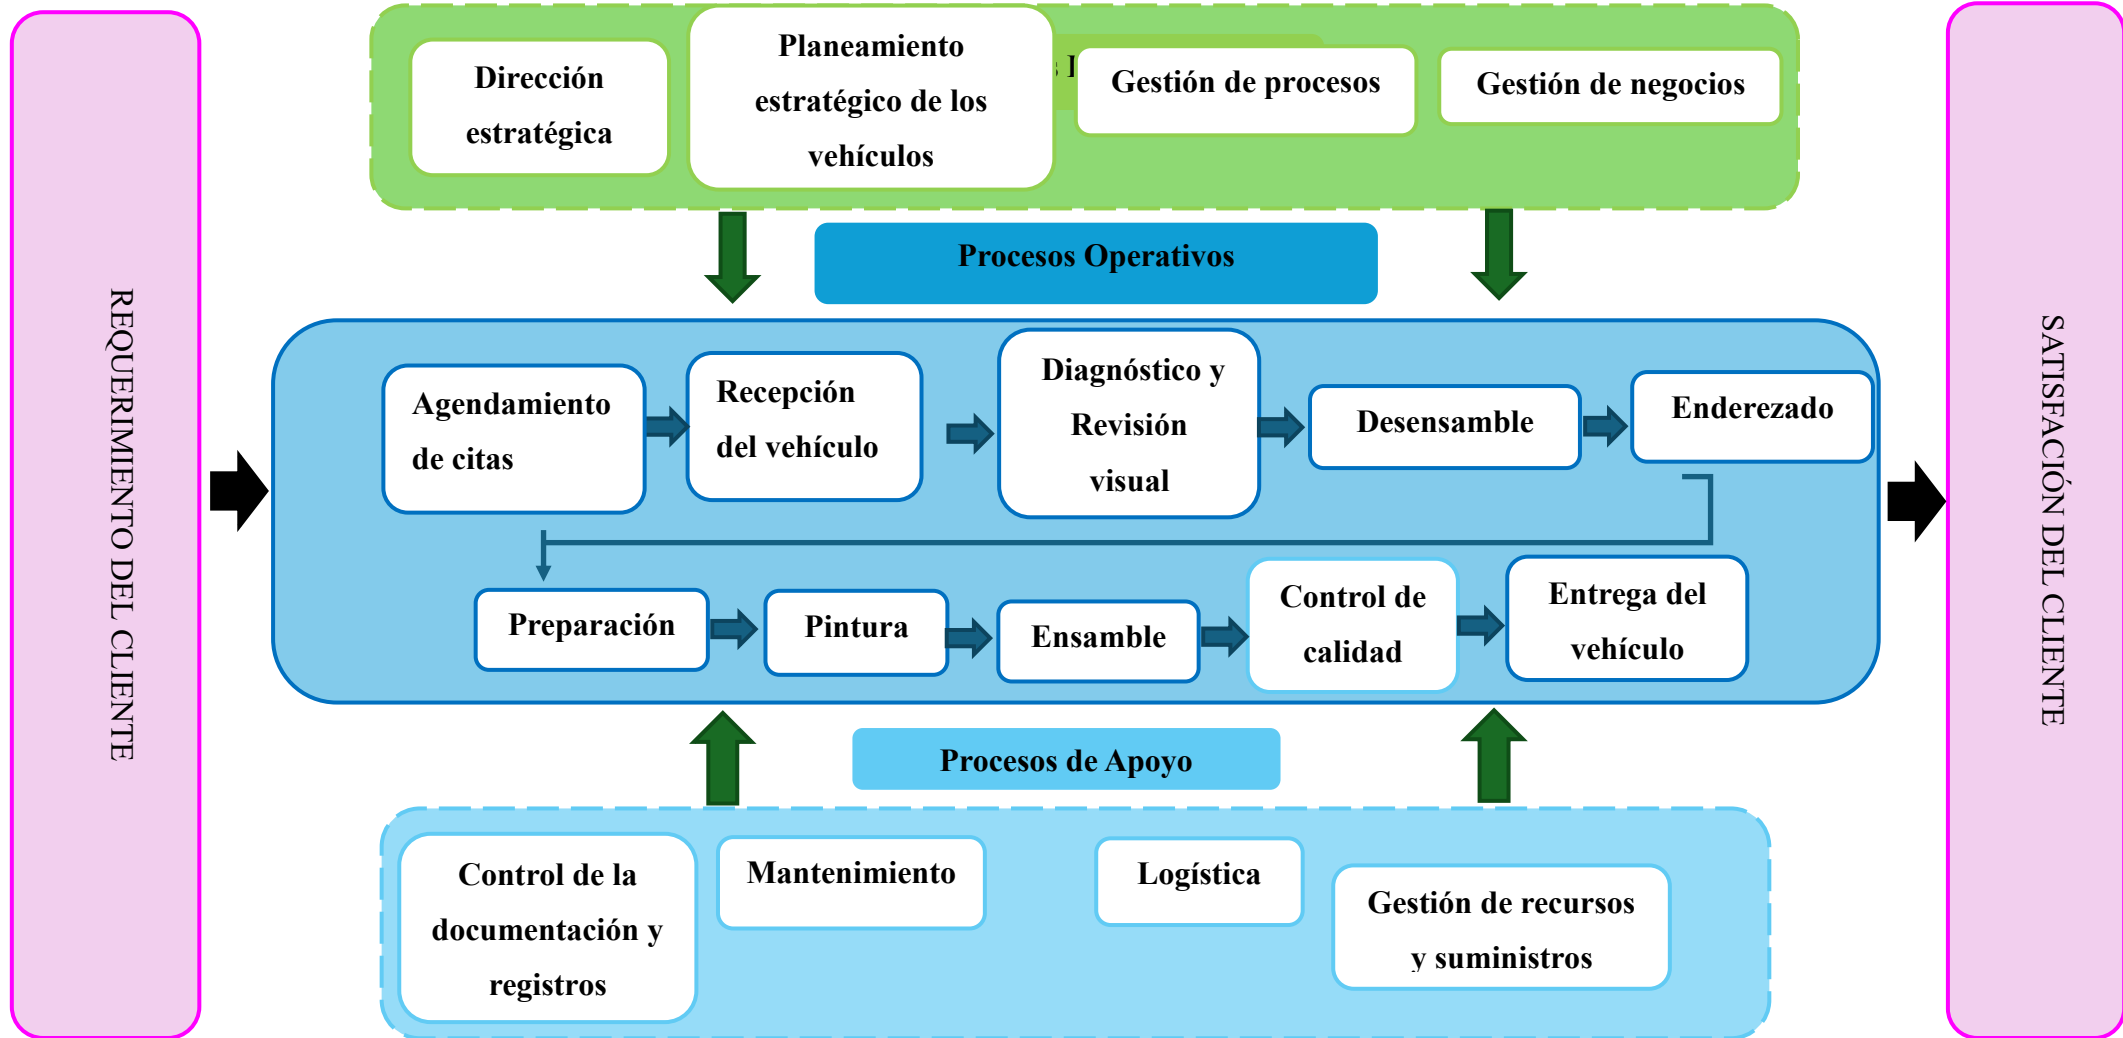 REQUERIMIENTO DEL CLIENTE
Dirección
estratégica
Planeamiento
estratégico de los
vehículos
Gestión de procesos
Gestión de negocios
Procesos Operativos
Agendamiento
de citas
Recepción
del vehículo
Diagnóstico y
Revisión
visual
Desensamble
Enderezado
Preparación
Pintura
Ensamble
Control de
calidad
Entrega del
vehículo
Procesos de Apoyo
Control de la
documentación y
registros
Mantenimiento
Logística
Gestión de recursos
y suministros
SATISFACIÓN DEL CLIENTE